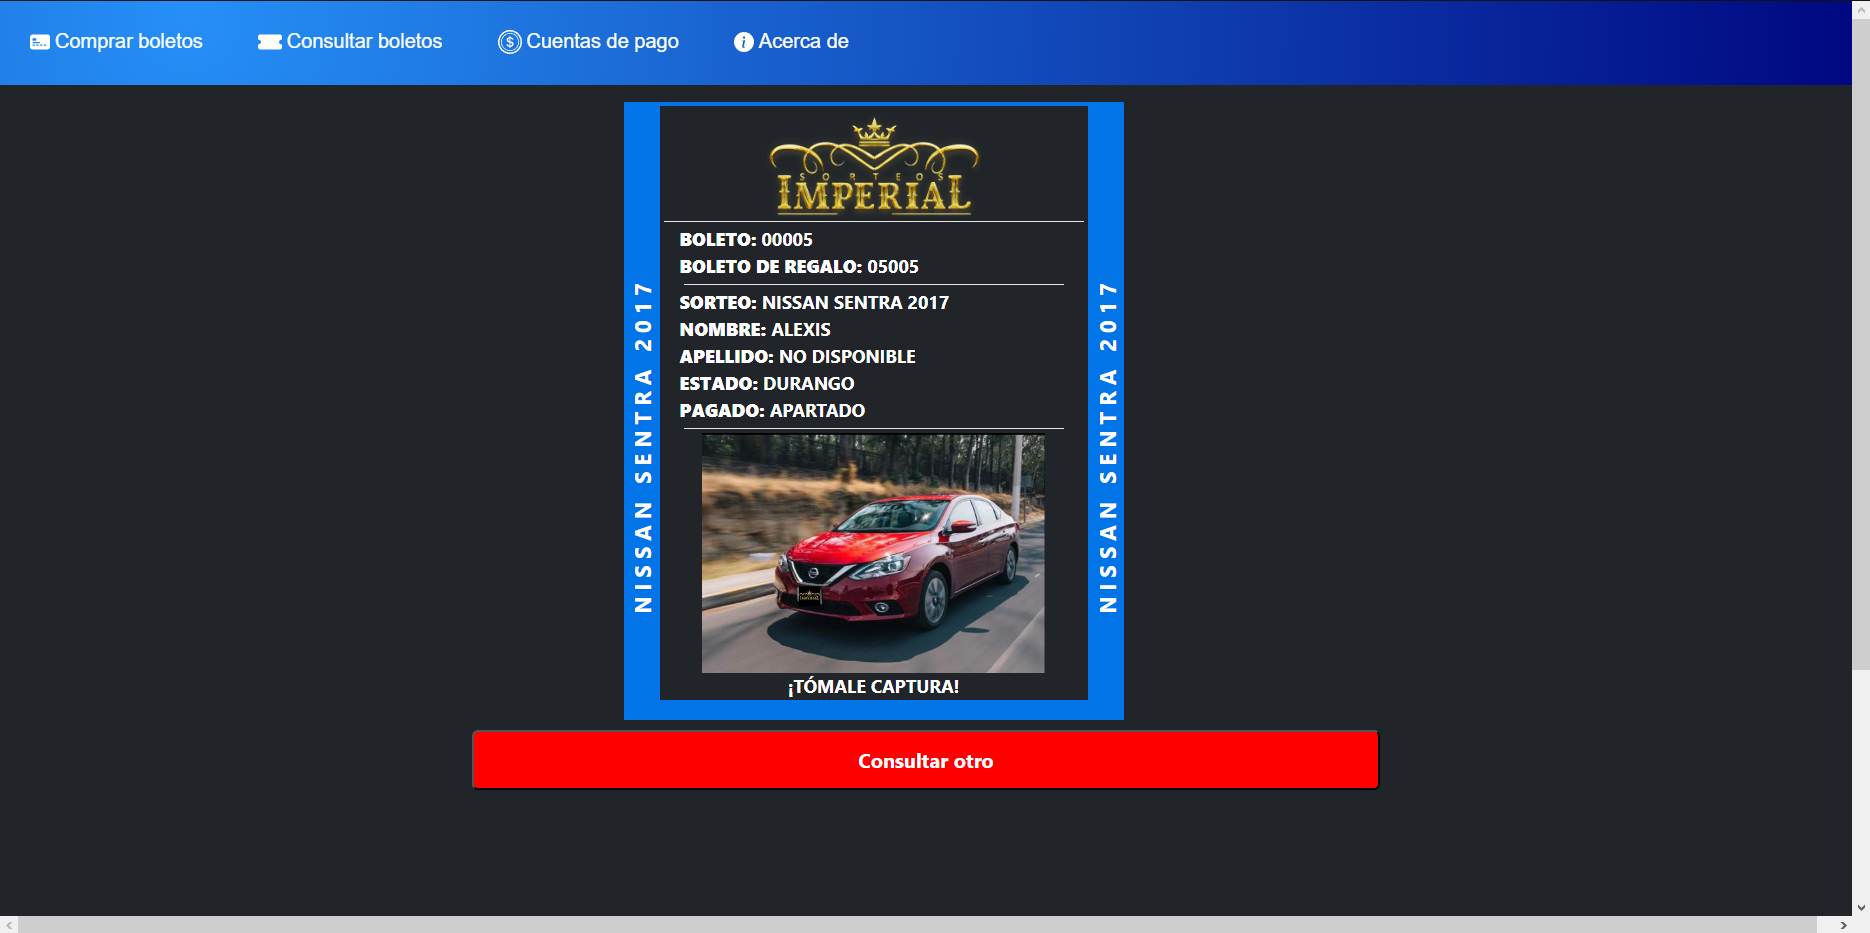 Comprar boletos
Consultar boletos
Cuentas de pago
Acerca de
SORTEOS
IMPERIAL
BOLETO: 00005
BOLETO DE REGALO: 05005
SORTEO: NISSAN SENTRA 2017
NOMBRE: ALEXIS
APELLIDO: NO DISPONIBLE
ESTADO: DURANGO
PAGADO: APARTADO
NISSAN SENTRA 2017
NISSAN SENTRA 2017
¡TÓMALE CAPTURA!
Consultar otro